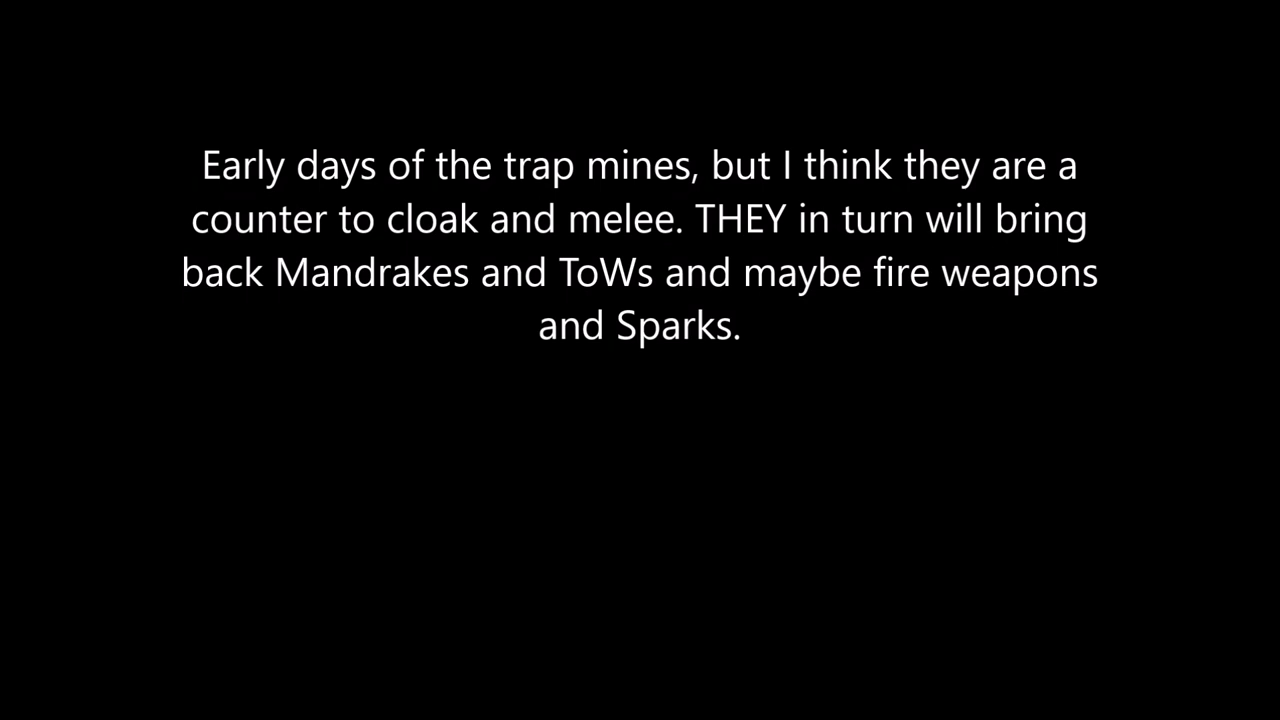 Early days of the trap mines, but I think they are a
counter to cloak and melee. THEY in turn will bring
back Mandrakes and ToWs and maybe fire weapons
and Sparks.